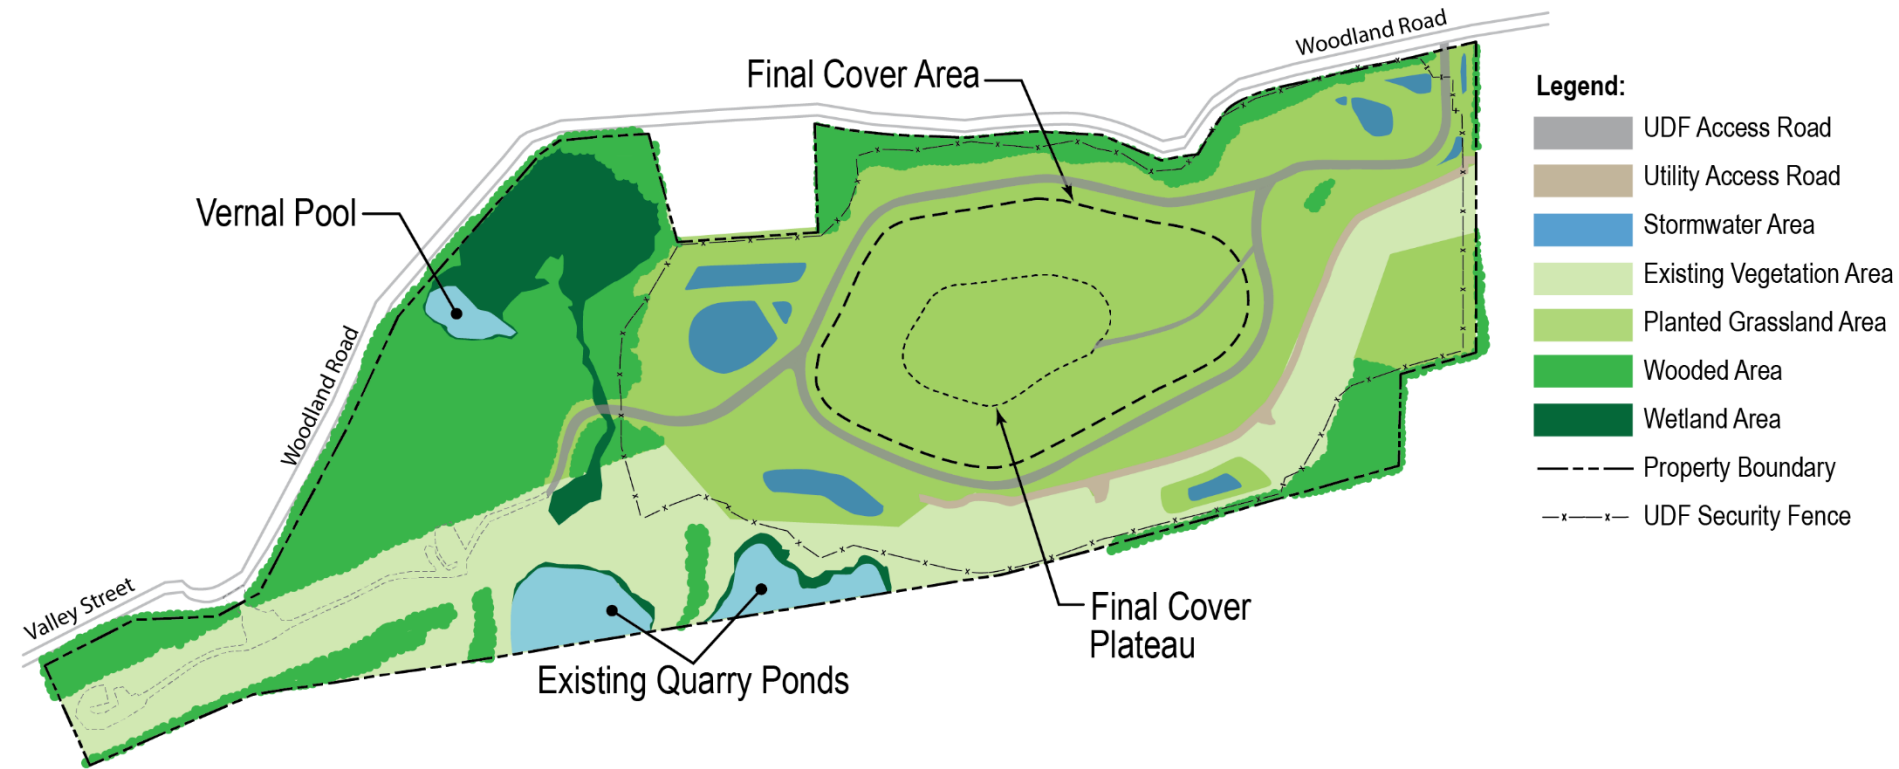 Woodland Road
Final Cover Area
Vernal Pool
Woodland Road
Valley Street
Existing Quarry Ponds
Final Cover
Plateau
Legend:
UDF Access Road
Utility Access Road
Stormwater Area
Existing Vegetation Area
Planted Grassland Area
Wooded Area
Wetland Area
Property Boundary
UDF Security Fence